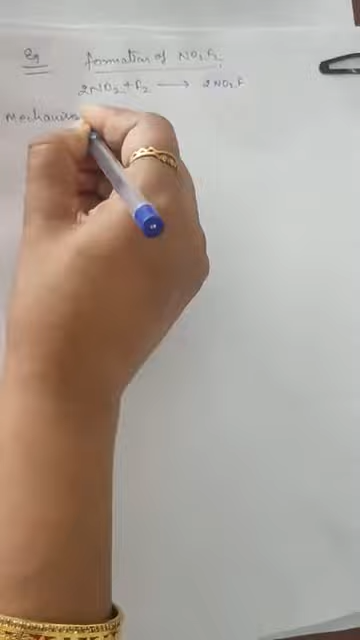 Eg formation of NO2F:
2NO2 + F2 → 2NO2F
Mechanism